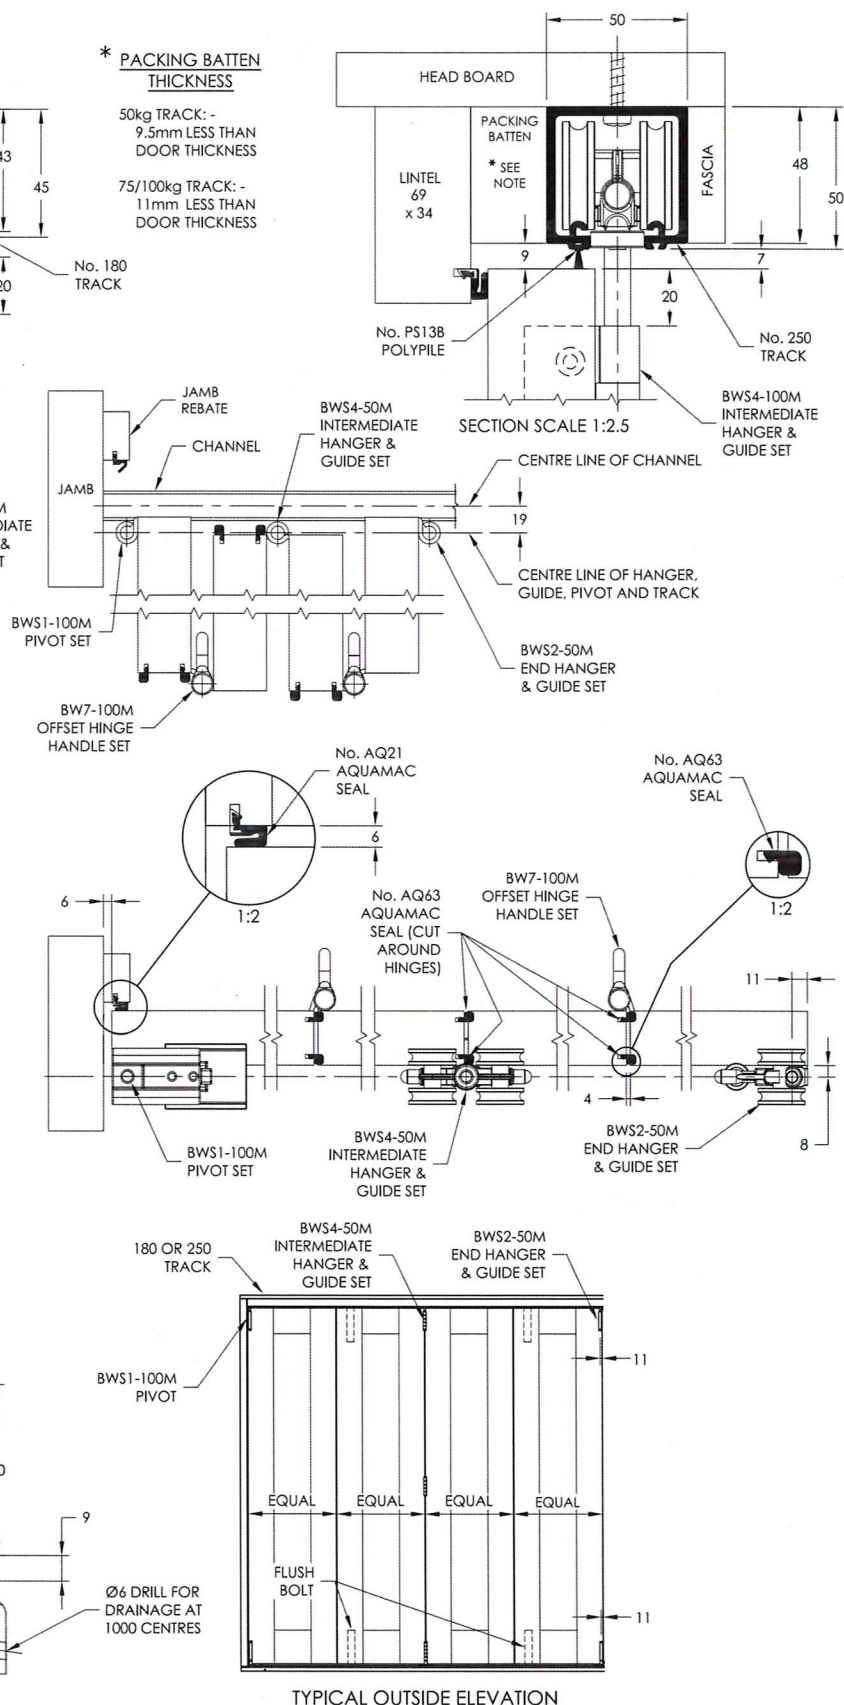 * PACKING BATTEN
THICKNESS
50kg TRACK: -
9.5mm LESS THAN
DOOR THICKNESS
75/100kg TRACK: -
11mm LESS THAN
DOOR THICKNESS
43
45
20
No. 180
TRACK
50
HEAD BOARD
PACKING
BATTEN
* SEE
NOTE
LINTEL
69
x 34
FASCIA
48
50
9
7
20
No. PS13B
POLYPILE
No. 250
TRACK
BWS4-100M
INTERMEDIATE
HANGER &
GUIDE SET
SECTION SCALE 1:2.5
JAMB
REBATE
CHANNEL
BWS4-50M
INTERMEDIATE
HANGER &
GUIDE SET
CENTRE LINE OF CHANNEL
JAMB
19
CENTRE LINE OF HANGER,
GUIDE, PIVOT AND TRACK
BWS1-100M
PIVOT SET
BWS2-50M
END HANGER
& GUIDE SET
BW7-100M
OFFSET HINGE
HANDLE SET
No. AQ21
AQUAMAC
SEAL
6
1:2
No. AQ63
AQUAMAC
SEAL
1:2
6
No. AQ63
AQUAMAC
SEAL (CUT
AROUND
HINGES)
BW7-100M
OFFSET HINGE
HANDLE SET
11
4
8
BWS1-100M
PIVOT SET
BWS4-50M
INTERMEDIATE
HANGER &
GUIDE SET
BWS2-50M
END HANGER
& GUIDE SET
180 OR 250
TRACK
BWS4-50M
INTERMEDIATE
HANGER &
GUIDE SET
BWS2-50M
END HANGER
& GUIDE SET
11
BWS1-100M
PIVOT
EQUAL
EQUAL
EQUAL
EQUAL
9
FLUSH
BOLT
Ø6 DRILL FOR
DRAINAGE AT
1000 CENTRES
11
TYPICAL OUTSIDE ELEVATION